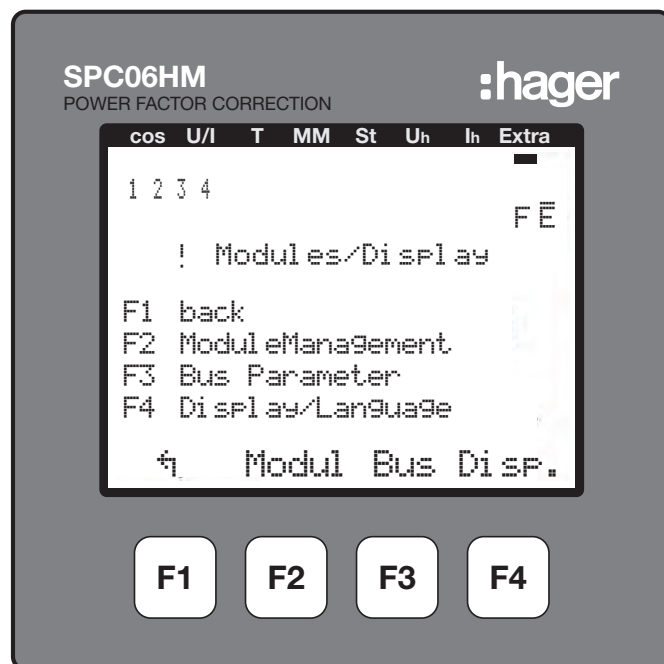 SPC06HM :hager
POWER FACTOR CORRECTION
cos U/I T MM St Uh Ih Extra
1 2 3 4
F Ē
! Modules/Display
F1 back
F2 ModuleManagement
F3 Bus Parameter
F4 Display/Language
↰ Modul Bus Disp.
F1 F2 F3 F4